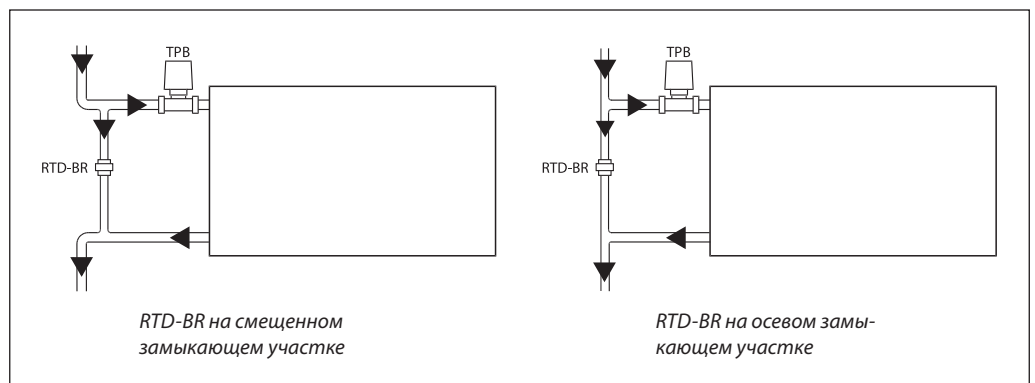 ТРВ
RTD-BR
RTD-BR на смещенном
замыкающем участке
ТРВ
RTD-BR
RTD-BR на осевом замы-
кающем участке